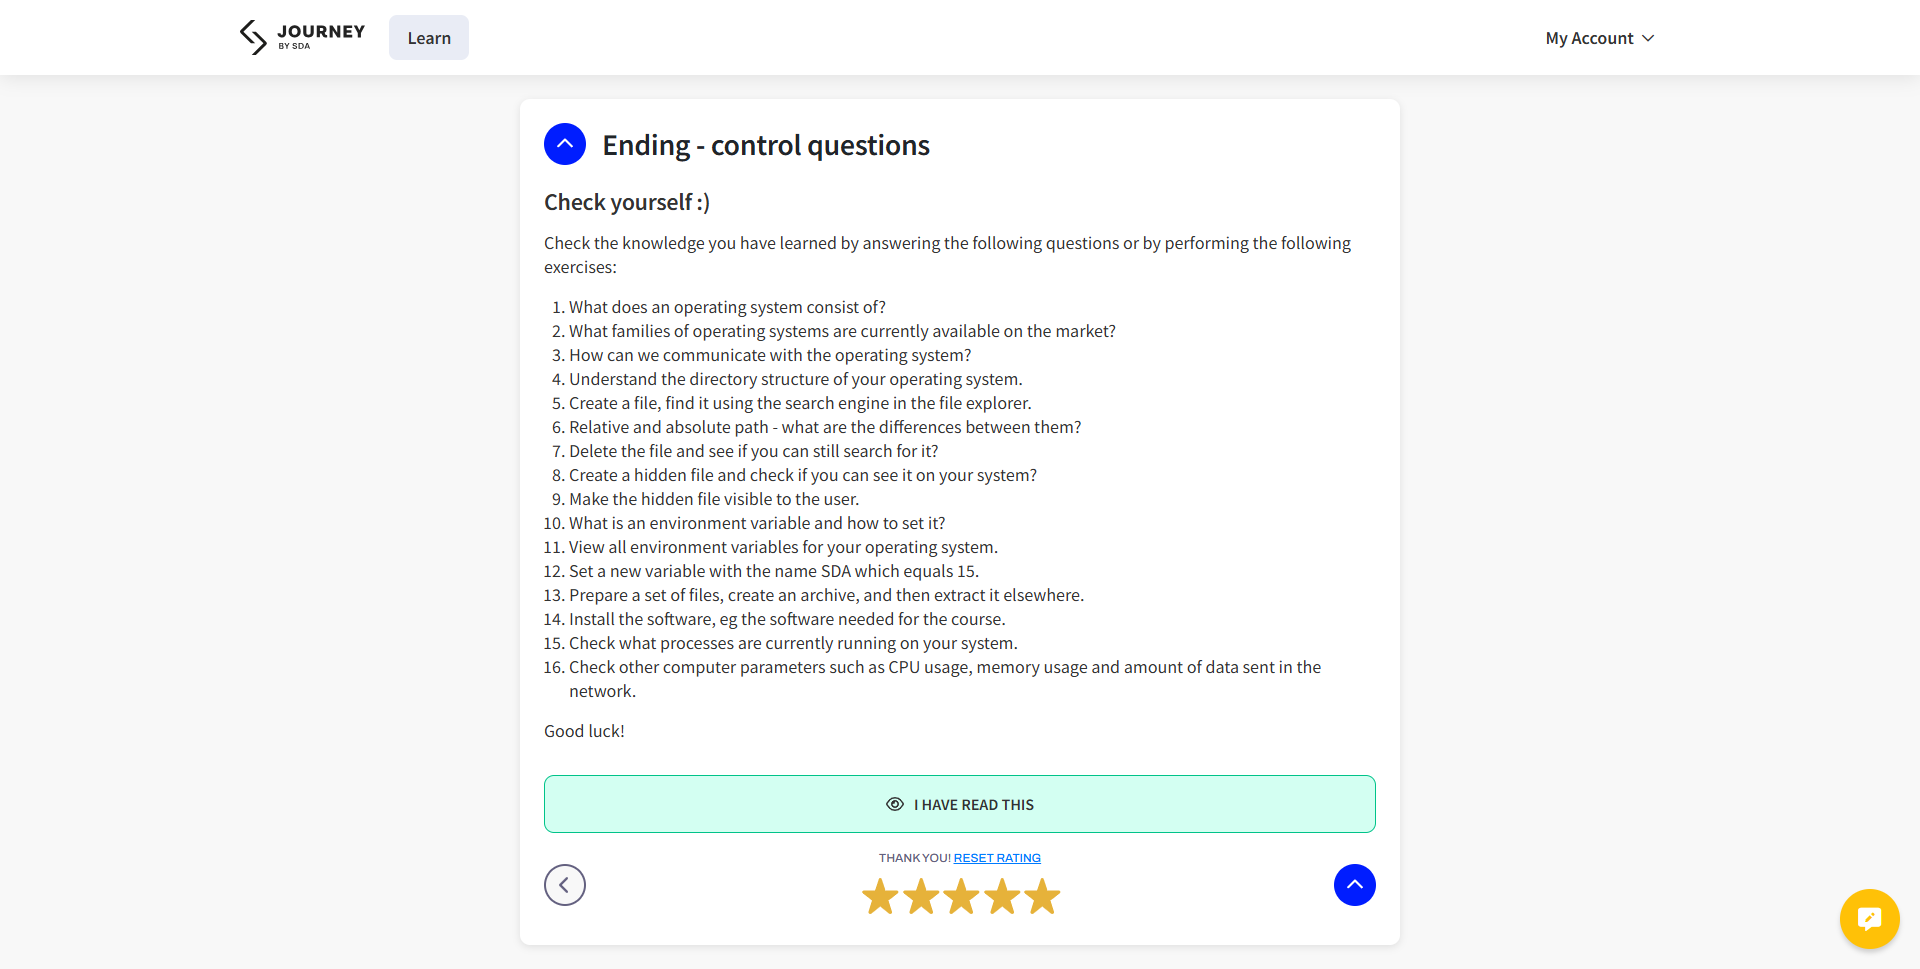 JOURNEY
BY SDA
Learn
My Account
Ending - control questions
Check yourself :)
Check the knowledge you have learned by answering the following questions or by performing the following
exercises:
1. What does an operating system consist of?
2. What families of operating systems are currently available on the market?
3. How can we communicate with the operating system?
4. Understand the directory structure of your operating system.
5. Create a file, find it using the search engine in the file explorer.
6. Relative and absolute path - what are the differences between them?
7. Delete the file and see if you can still search for it?
8. Create a hidden file and check if you can see it on your system?
9. Make the hidden file visible to the user.
10. What is an environment variable and how to set it?
11. View all environment variables for your operating system.
12. Set a new variable with the name SDA which equals 15.
13. Prepare a set of files, create an archive, and then extract it elsewhere.
14. Install the software, eg the software needed for the course.
15. Check what processes are currently running on your system.
16. Check other computer parameters such as CPU usage, memory usage and amount of data sent in the
network.
Good luck!
I HAVE READ THIS
THANK YOU! RESET RATING